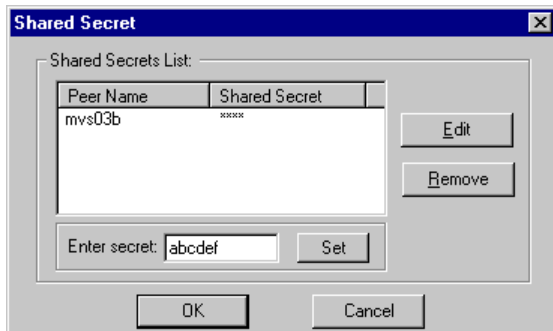 Shared Secret
Shared Secrets List:
Peer Name Shared Secret
mvs03b ****
Edit
Remove
Enter secret: abcdef Set
OK Cancel